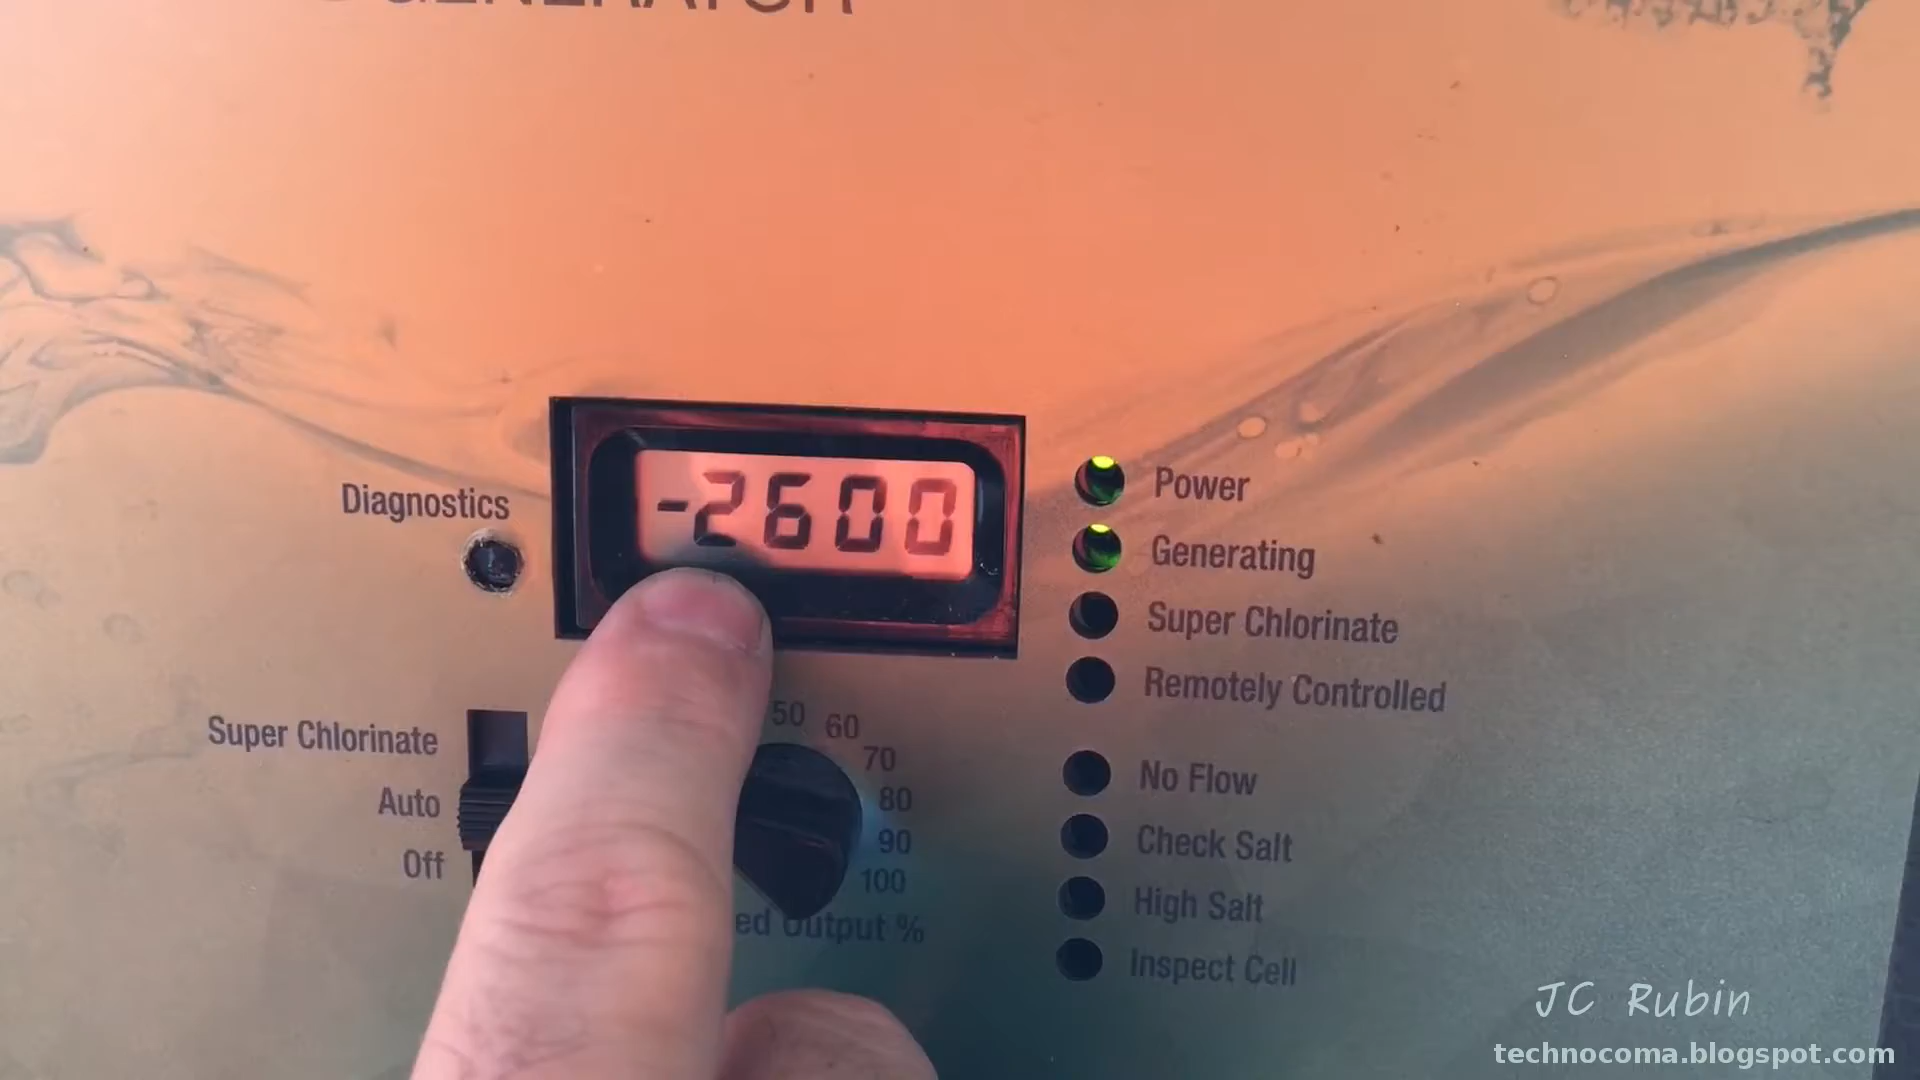 GENERATOR
Diagnostics
-2600
Power
Generating
Super Chlorinate
Remotely Controlled
Super Chlorinate
Auto
Off
50
60
70
80
90
100
Output %
No Flow
Check Salt
High Salt
Inspect Cell
JC Rubin
technocoma.blogspot.com